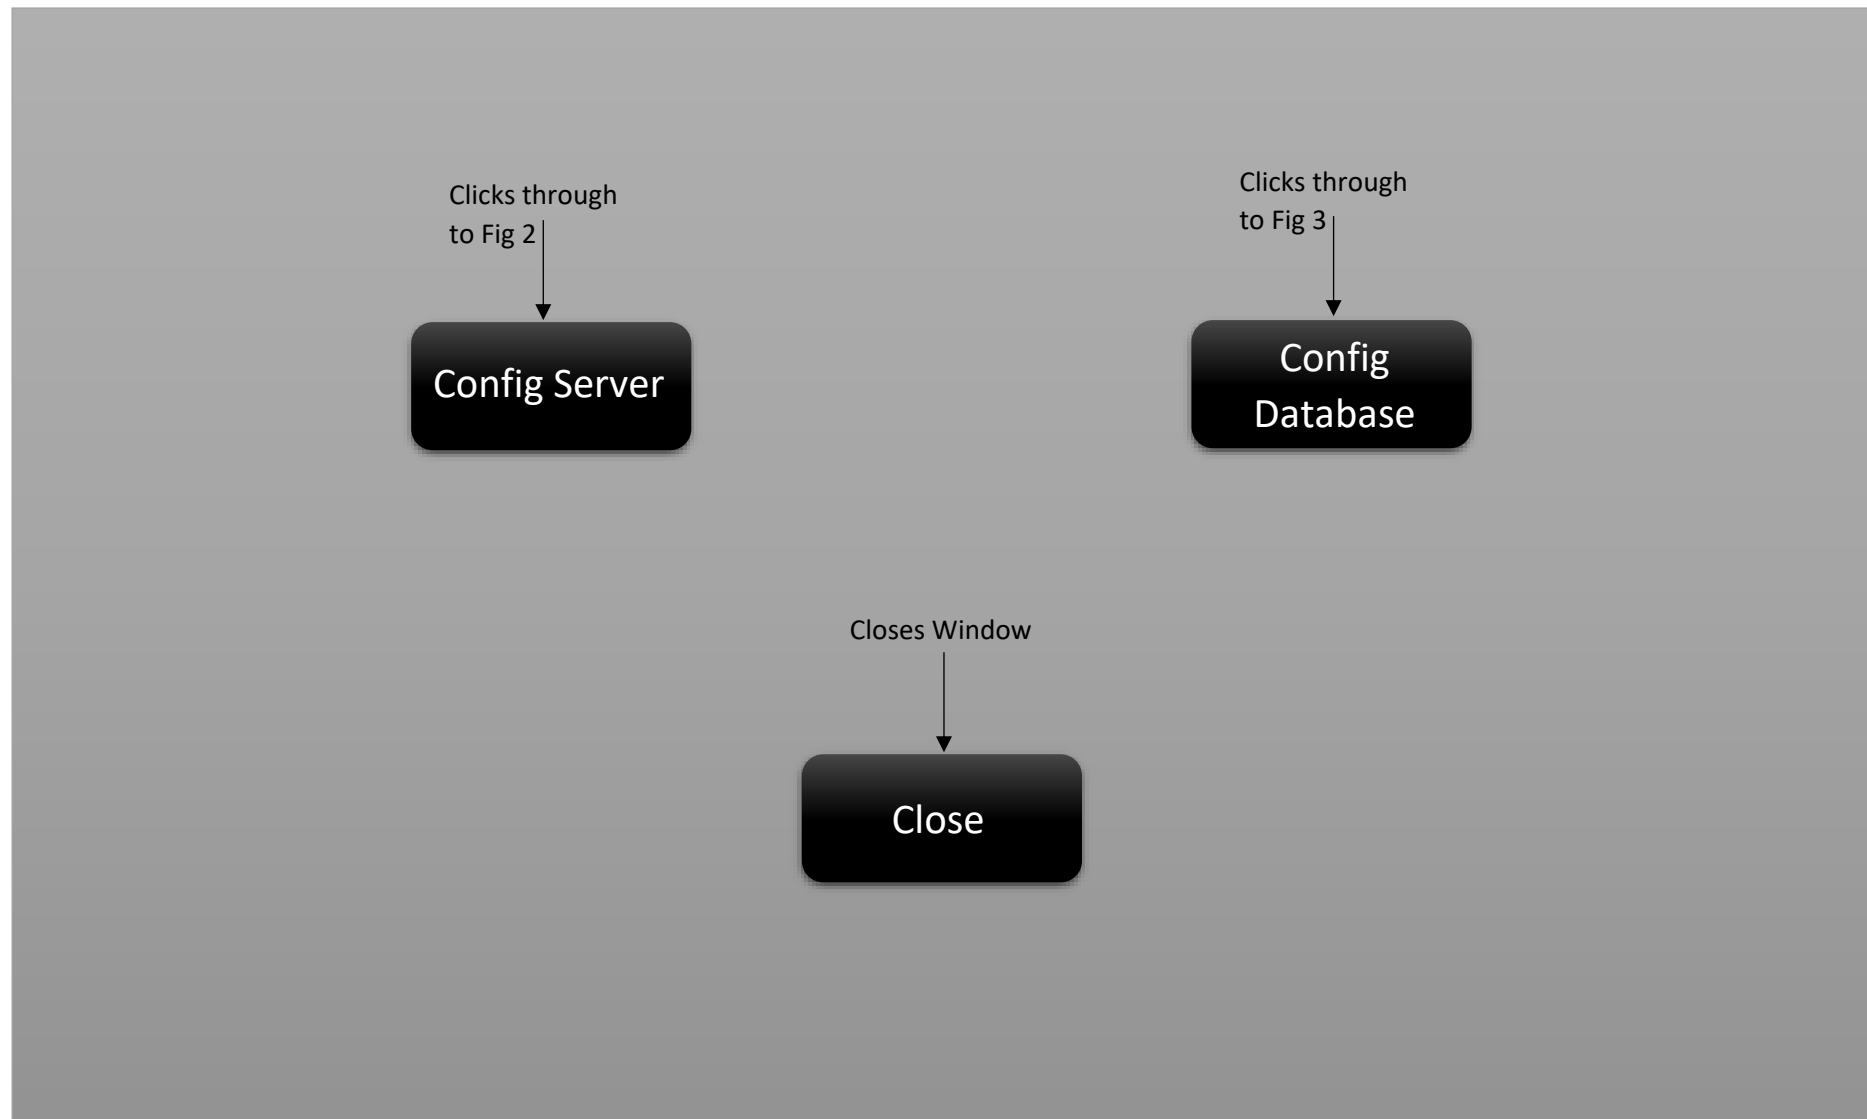 Clicks through
to Fig 2
Config Server
Clicks through
to Fig 3
Config
Database
Closes Window
Close